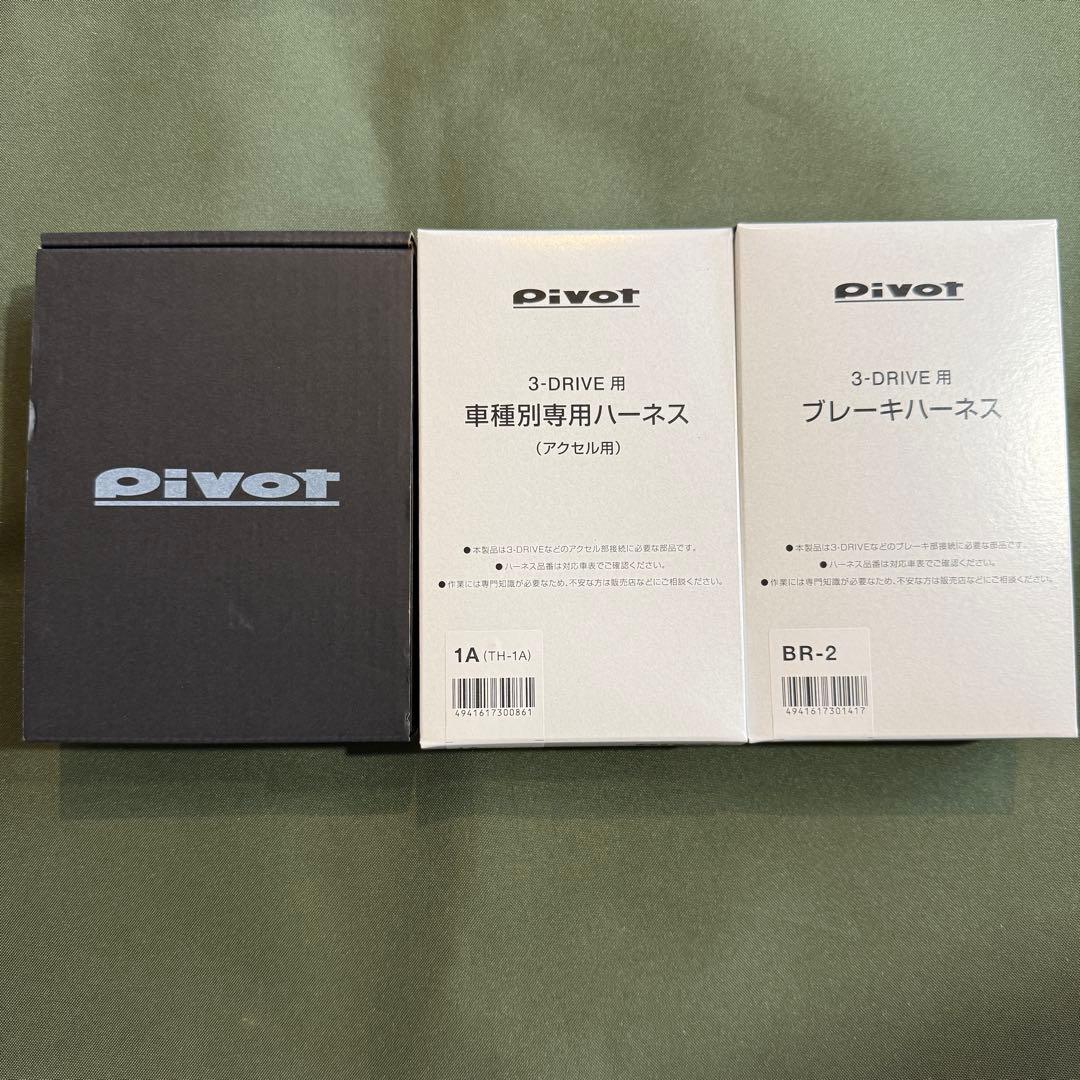 pivot
pivot
3-DRIVE 用
車種別専用ハーネス
(アクセル用)
●本製品は3-DRIVEなどのアクセル部接続に必要な部品です。
●ハーネス品番は対応車表でご確認ください。
●作業には専門知識が必要なため、不安な方は販売店などにご相談ください。
1A (TH-1A)
4941617300861
pivot
3-DRIVE 用
ブレーキハーネス
●本製品は3-DRIVEなどのブレーキ部接続に必要な部品です。
●ハーネス品番は対応車表でご確認ください。
●作業には専門知識が必要なため、不安な方は販売店などにご相談ください。
BR-2
4941617301417